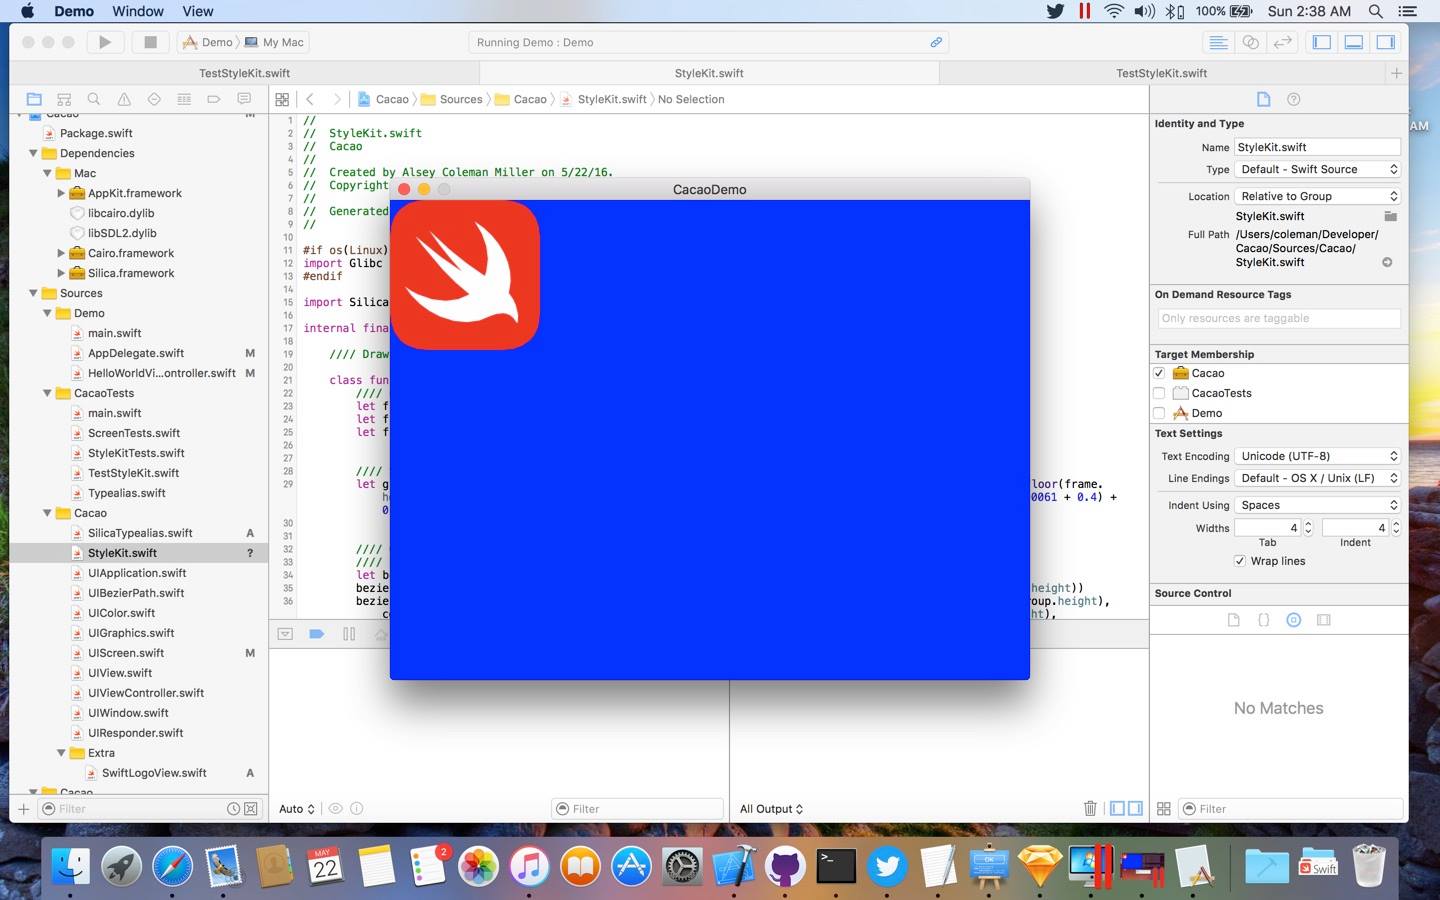 Demo Window View 100% Sun 2:38 AM
Demo My Mac Running Demo : Demo
TestStyleKit.swift StyleKit.swift TestStyleKit.swift
Cacao Sources Cacao StyleKit.swift No Selection
AM
Cacao M
Package.swift
Dependencies
Mac
AppKit.framework
libcairo.dylib
libSDL2.dylib
Cairo.framework
Silica.framework
Sources
Demo
main.swift
AppDelegate.swift M
HelloWorldVi...ontroller.swift M
CacaoTests
main.swift
ScreenTests.swift
StyleKitTests.swift
TestStyleKit.swift
Typealias.swift
Cacao
SilicaTypealias.swift A
StyleKit.swift ?
UIApplication.swift
UIBezierPath.swift
UIColor.swift
UIGraphics.swift
UIScreen.swift M
UIView.swift
UIViewController.swift
UIWindow.swift
UIResponder.swift
Extra
SwiftLogoView.swift A
Cacao
Filter
1 //
2 // StyleKit.swift
3 // Cacao
4 //
5 // Created by Alsey Coleman Miller on 5/22/16.
6 // Copyright
7 //
8 // Generated
9 //
10
11 #if os(Linux)
12 import Glibc
13 #endif
14
15 import Silica
16
17 internal fina
18
19 //// Draw
20
21 class fun
22 ////
23 let f
24 let f
25 let f
26
27
28 ////
29 let g loor(frame.
he 0061 + 0.4) +
0
30
31
32 ////
33 ////
34 let b
35 bezie height))
36 bezie oup.height),
co ht),
CacaoDemo
Auto Filter
All Output
Identity and Type
Name StyleKit.swift
Type Default - Swift Source
Location Relative to Group
StyleKit.swift
Full Path /Users/coleman/Developer/
Cacao/Sources/Cacao/
StyleKit.swift
On Demand Resource Tags
Only resources are taggable
Target Membership
Cacao
CacaoTests
Demo
Text Settings
Text Encoding Unicode (UTF-8)
Line Endings Default - OS X / Unix (LF)
Indent Using Spaces
Widths 4 4
Tab Indent
Wrap lines
Source Control
No Matches
Filter
MAY
22
2
OK
Swift